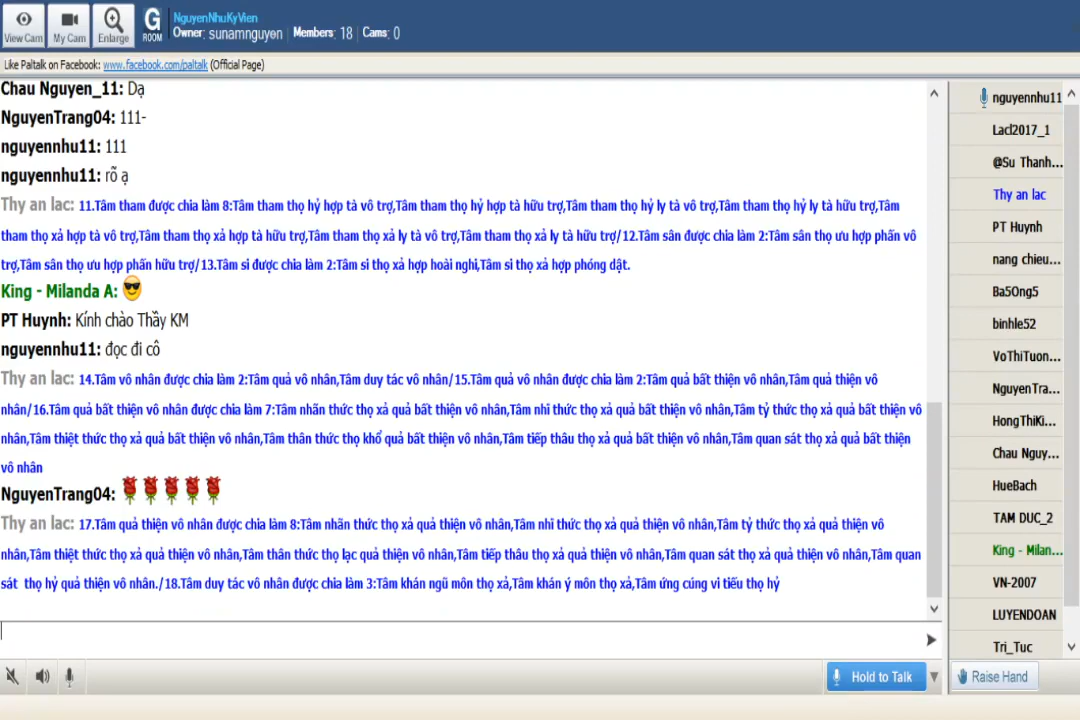 View Cam
My Cam
Enlarge
G
ROOM
NguyenNhuKyVien
Owner: sunamnguyen Members: 18 Cams: 0
Like Paltalk on Facebook: www.facebook.com/paltalk (Official Page)
Chau Nguyen_11: Dạ
NguyenTrang04: 111-
nguyennhu11: 111
nguyennhu11: rõ ạ
Thy an lac: 11.Tâm tham được chia làm 8:Tâm tham thọ hỷ hợp tà vô trợ,Tâm tham thọ hỷ hợp tà hữu trợ,Tâm tham thọ hỷ ly tà vô trợ,Tâm tham thọ hỷ ly tà hữu trợ,Tâm
tham thọ xả hợp tà vô trợ,Tâm tham thọ xả hợp tà hữu trợ,Tâm tham thọ xả ly tà vô trợ,Tâm tham thọ xả ly tà hữu trợ/12.Tâm sân được chia làm 2:Tâm sân thọ ưu hợp phấn vô
trợ,Tâm sân thọ ưu hợp phấn hữu trợ/13.Tâm si được chia làm 2:Tâm si thọ xả hợp hoài nghi,Tâm si thọ xả hợp phóng dật.
King - Milanda A:
PT Huynh: Kính chào Thầy KM
nguyennhu11: đọc đi cô
Thy an lac: 14.Tâm vô nhân được chia làm 2:Tâm quả vô nhân,Tâm duy tác vô nhân/15.Tâm quả vô nhân được chia làm 2:Tâm quả bất thiện vô nhân,Tâm quả thiện vô
nhân/16.Tâm quả bất thiện vô nhân được chia làm 7:Tâm nhãn thức thọ xả quả bất thiện vô nhân,Tâm nhĩ thức thọ xả quả bất thiện vô nhân,Tâm tỷ thức thọ xả quả bất thiện vô
nhân,Tâm thiệt thức thọ xả quả bất thiện vô nhân,Tâm thân thức thọ khổ quả bất thiện vô nhân,Tâm tiếp thâu thọ xả quả bất thiện vô nhân,Tâm quan sát thọ xả quả bất thiện
vô nhân
NguyenTrang04:
Thy an lac: 17.Tâm quả thiện vô nhân được chia làm 8:Tâm nhãn thức thọ xả quả thiện vô nhân,Tâm nhĩ thức thọ xả quả thiện vô nhân,Tâm tỷ thức thọ xả quả thiện vô
nhân,Tâm thiệt thức thọ xả quả thiện vô nhân,Tâm thân thức thọ lạc quả thiện vô nhân,Tâm tiếp thâu thọ xả quả thiện vô nhân,Tâm quan sát thọ xả quả thiện vô nhân,Tâm quan
sát thọ hỷ quả thiện vô nhân./18.Tâm duy tác vô nhân được chia làm 3:Tâm khán ngũ môn thọ xả,Tâm khán ý môn thọ xả,Tâm ứng cúng vi tiếu thọ hỷ
Hold to Talk
nguyennhu11
Lacl2017_1
@Su Thanh...
Thy an lac
PT Huynh
nang chieu...
Ba5Ong5
binhle52
VoThiTuon...
NguyenTra...
HongThiKi...
Chau Nguy...
HueBach
TAM DUC_2
King - Milan...
VN-2007
LUYENDOAN
Tri_Tuc
Raise Hand